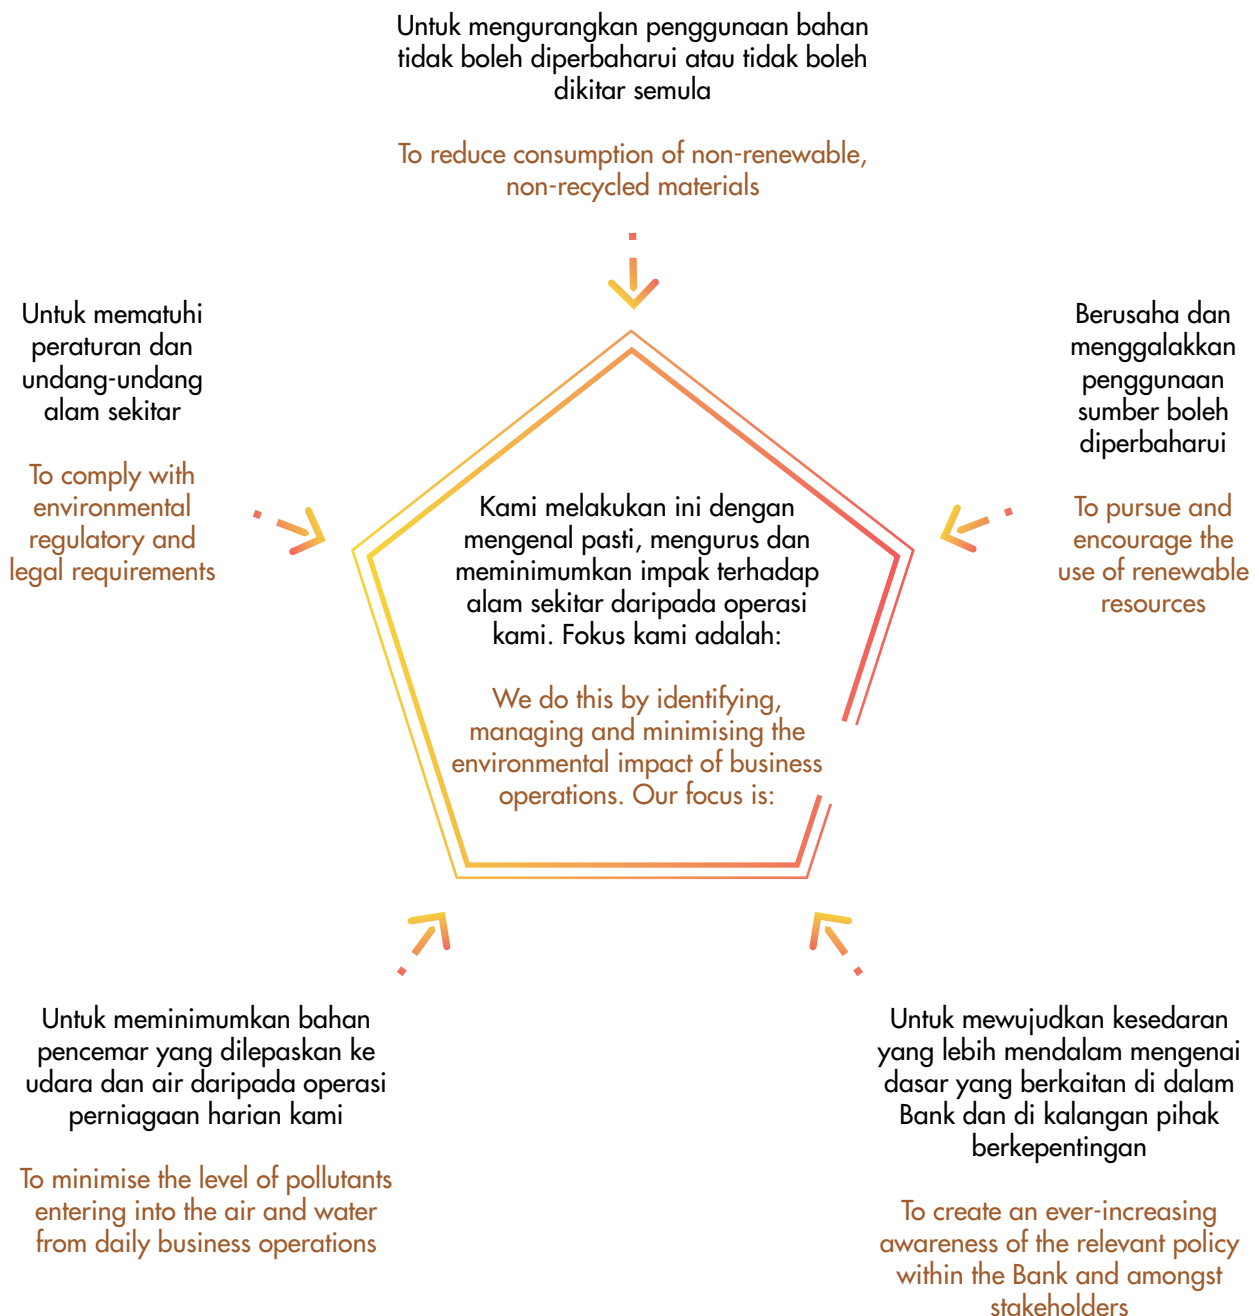 Untuk mengurangkan penggunaan bahan
tidak boleh diperbaharui atau tidak boleh
dikitar semula
To reduce consumption of non-renewable,
non-recycled materials
Untuk mematuhi
peraturan dan
undang-undang
alam sekitar
To comply with
environmental
regulatory and
legal requirements
Berusaha dan
menggalakkan
penggunaan
sumber boleh
diperbaharui
To pursue and
encourage the
use of renewable
resources
Kami melakukan ini dengan
mengenal pasti, mengurus dan
meminimumkan impak terhadap
alam sekitar daripada operasi
kami. Fokus kami adalah:
We do this by identifying,
managing and minimising the
environmental impact of business
operations. Our focus is:
Untuk meminimumkan bahan
pencemar yang dilepaskan ke
udara dan air daripada operasi
perniagaan harian kami
To minimise the level of pollutants
entering into the air and water
from daily business operations
Untuk mewujudkan kesedaran
yang lebih mendalam mengenai
dasar yang berkaitan di dalam
Bank dan di kalangan pihak
berkepentingan
To create an ever-increasing
awareness of the relevant policy
within the Bank and amongst
stakeholders